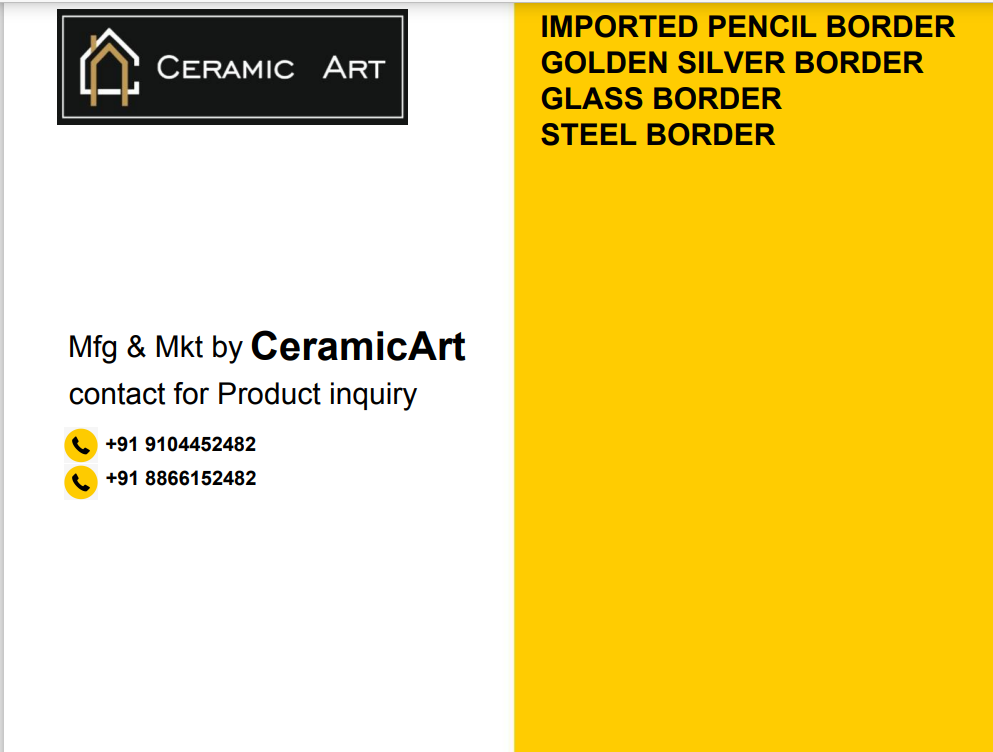 CERAMIC ART
Mfg & Mkt by CeramicArt
contact for Product inquiry
+91 9104452482
+91 8866152482
IMPORTED PENCIL BORDER
GOLDEN SILVER BORDER
GLASS BORDER
STEEL BORDER